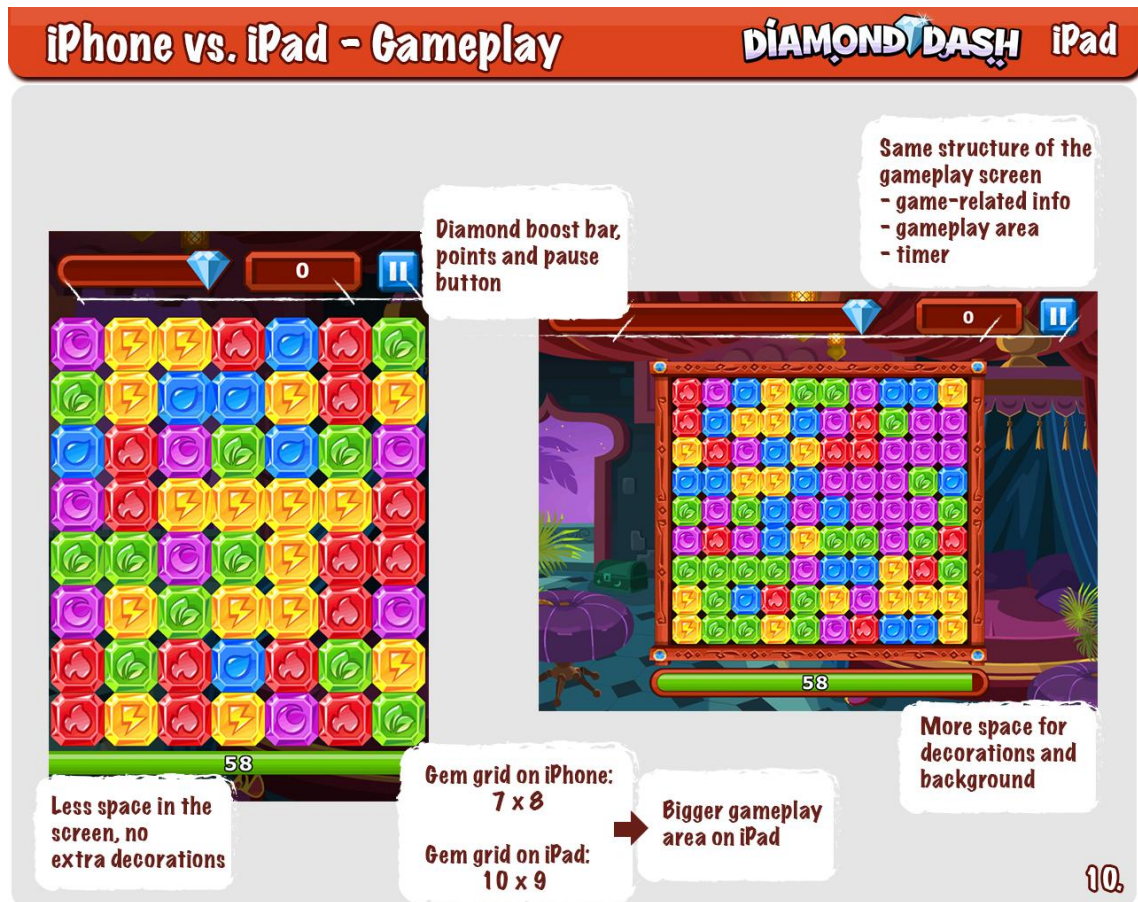 iPhone vs. iPad - Gameplay
DIAMOND DASH iPad
Same structure of the
gameplay screen
- game-related info
- gameplay area
- timer
Diamond boost bar,
points and pause
button
0
0
58
58
More space for
decorations and
background
Less space in the
screen, no
extra decorations
Gem grid on iPhone:
7 x 8
Gem grid on iPad:
10 x 9
Bigger gameplay
area on iPad
10.